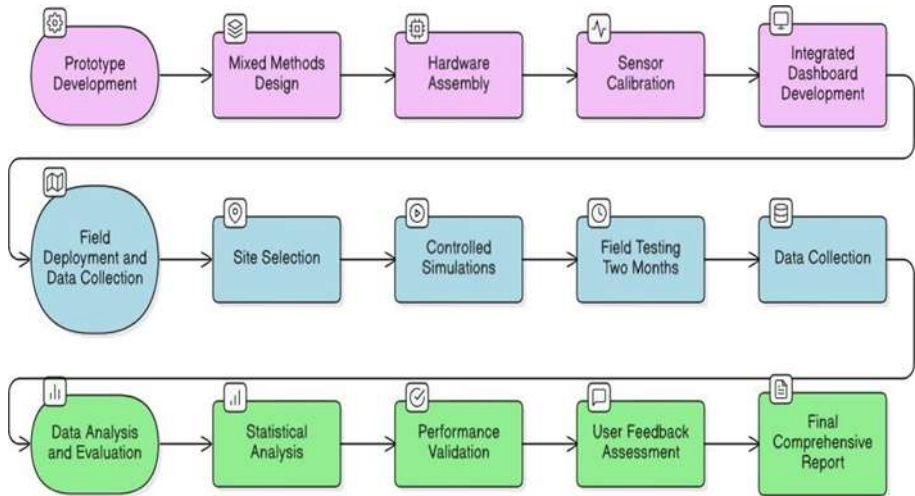 Prototype
Development
Mixed Methods
Design
Hardware
Assembly
Sensor
Calibration
Integrated
Dashboard
Development
Field
Deployment and
Data Collection
Site Selection
Controlled
Simulations
Field Testing
Two Months
Data Collection
Data Analysis
and Evaluation
Statistical
Analysis
Performance
Validation
User Feedback
Assessment
Final
Comprehensive
Report